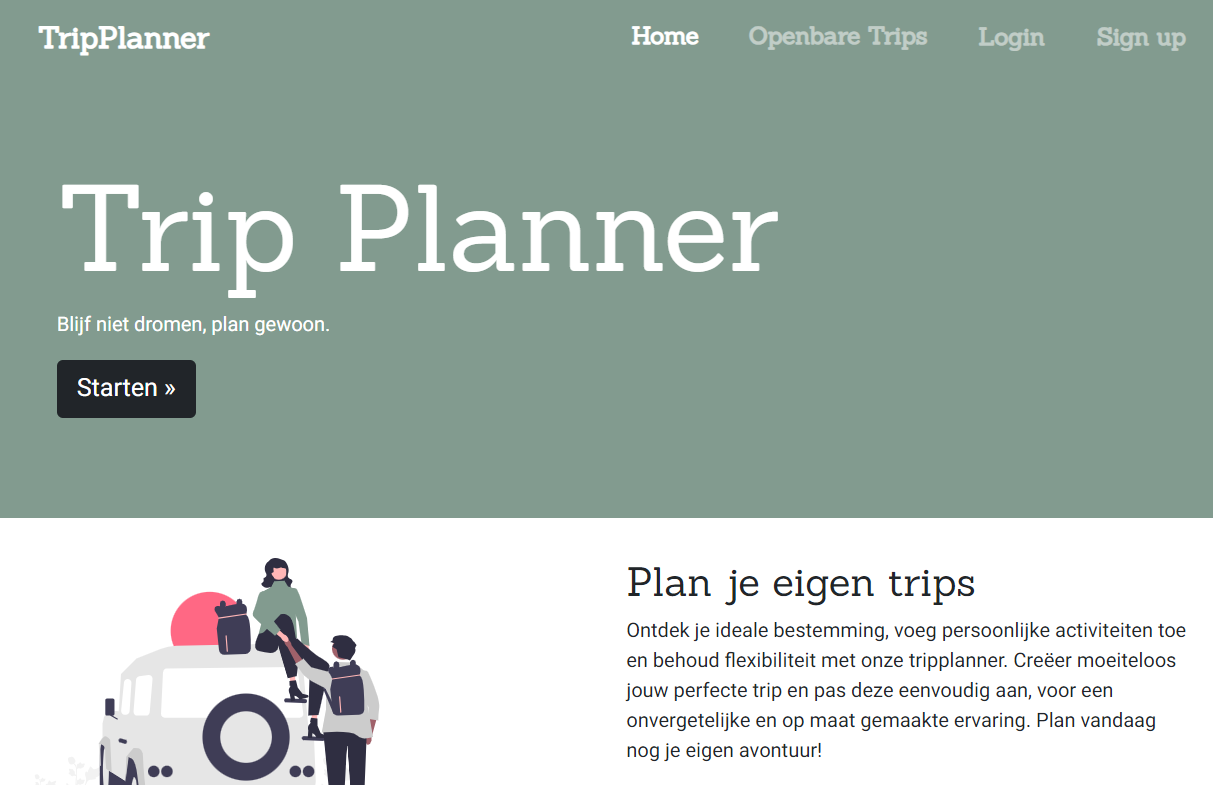 TripPlanner
Home
Openbare Trips
Login
Sign up
Trip Planner
Blijf niet dromen, plan gewoon.
Starten »
Plan je eigen trips
Ontdek je ideale bestemming, voeg persoonlijke activiteiten toe
en behoud flexibiliteit met onze tripplanner. Creëer moeiteloos
jouw perfecte trip en pas deze eenvoudig aan, voor een
onvergetelijke en op maat gemaakte ervaring. Plan vandaag
nog je eigen avontuur!